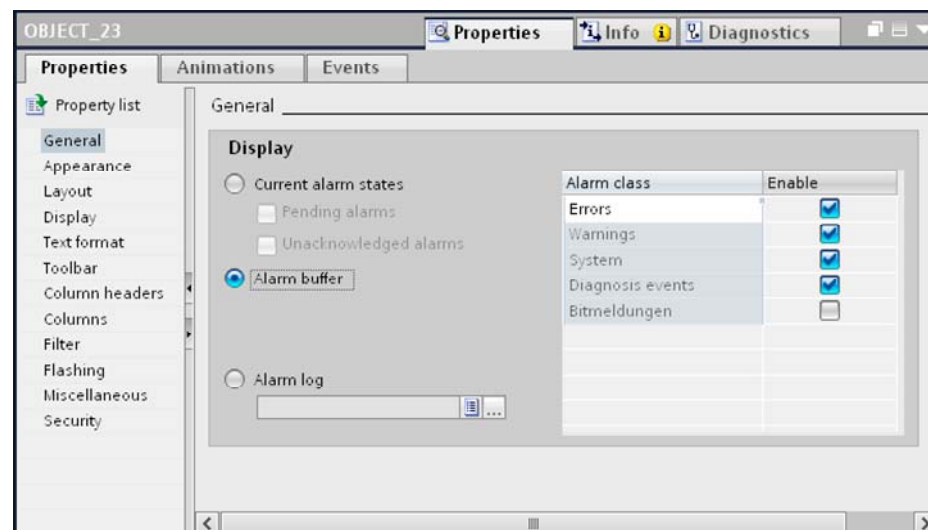 OBJECT_23
Properties
Info
Diagnostics
Properties
Animations
Events
Property list
General
Appearance
Layout
Display
Text format
Toolbar
Column headers
Columns
Filter
Flashing
Miscellaneous
Security
General
Display
Current alarm states
Pending alarms
Unacknowledged alarms
Alarm buffer
Alarm log
...
Alarm class Enable
Errors
Warnings
System
Diagnosis events
Bitmeldungen